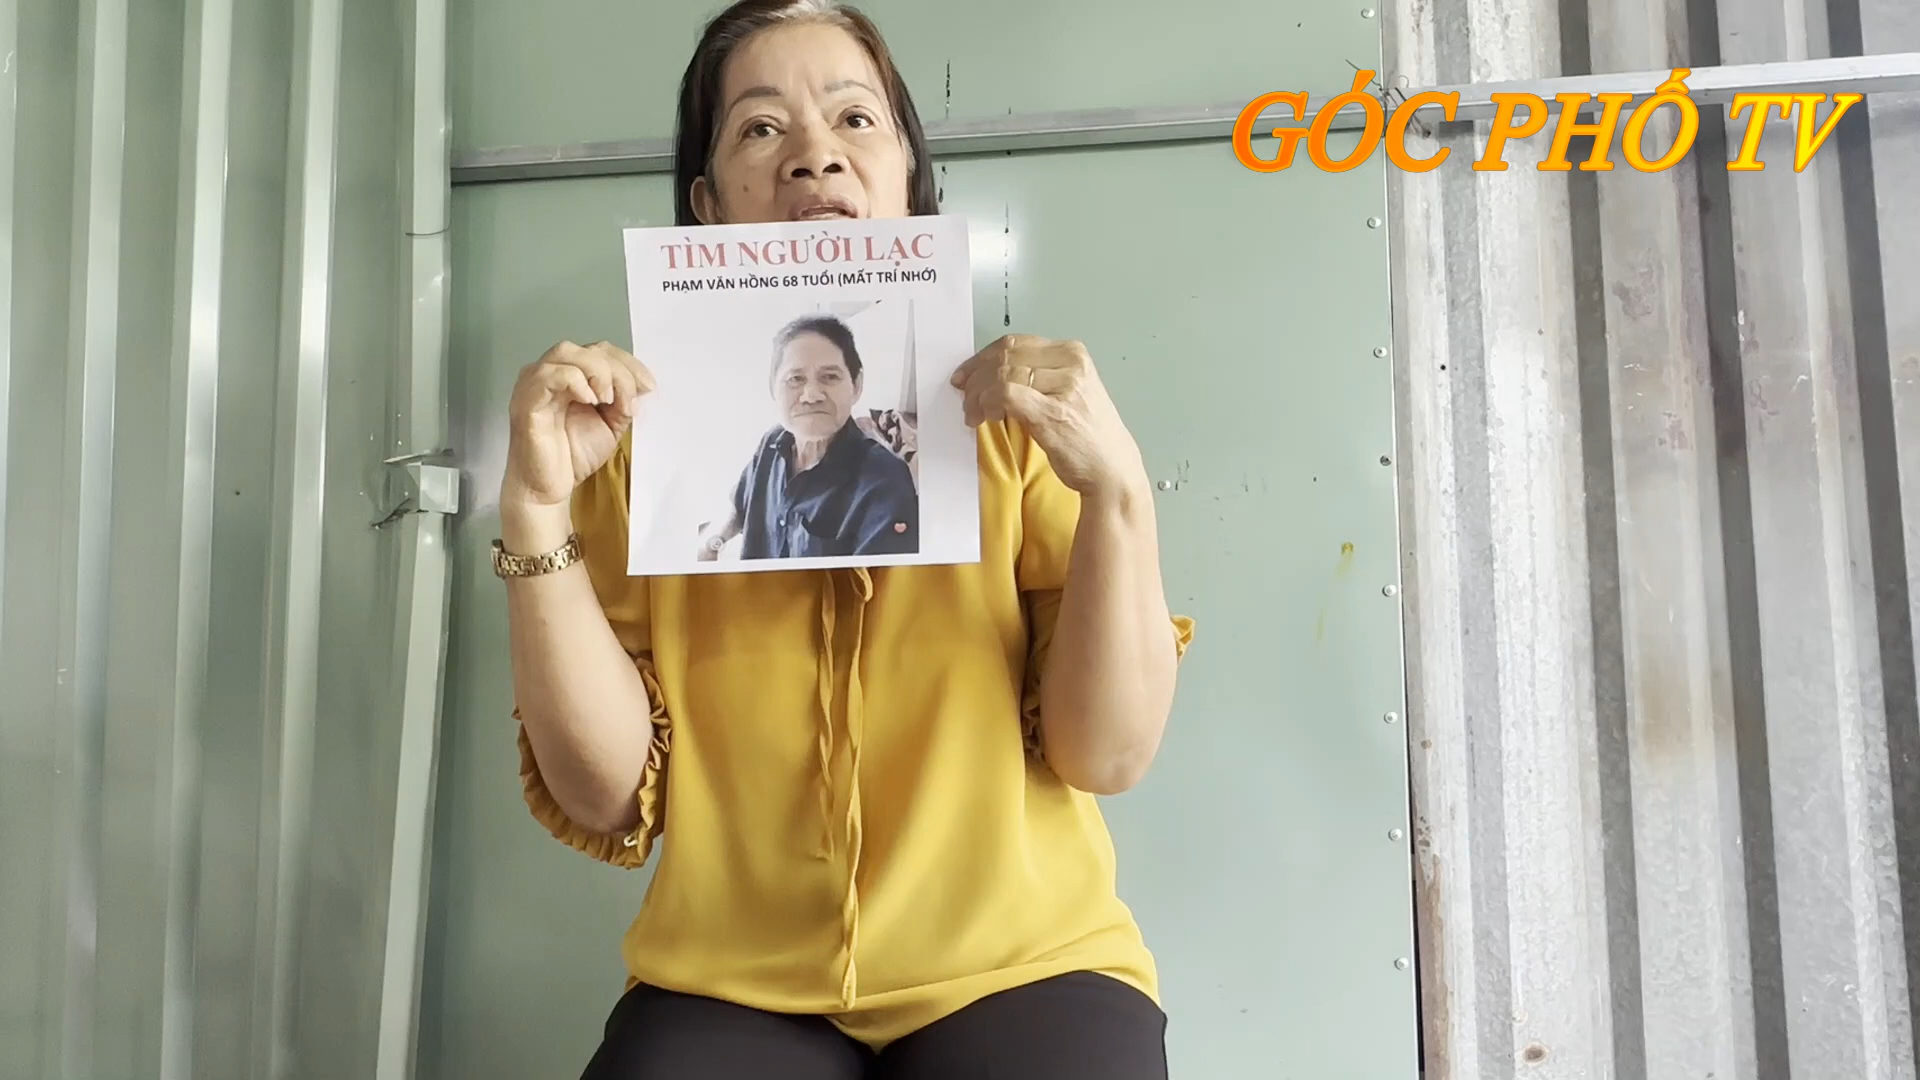 GÓC PHỐ TV
TÌM NGƯỜI LẠC
PHẠM VĂN HỒNG 68 TUỔI (MẤT TRÍ NHỚ)